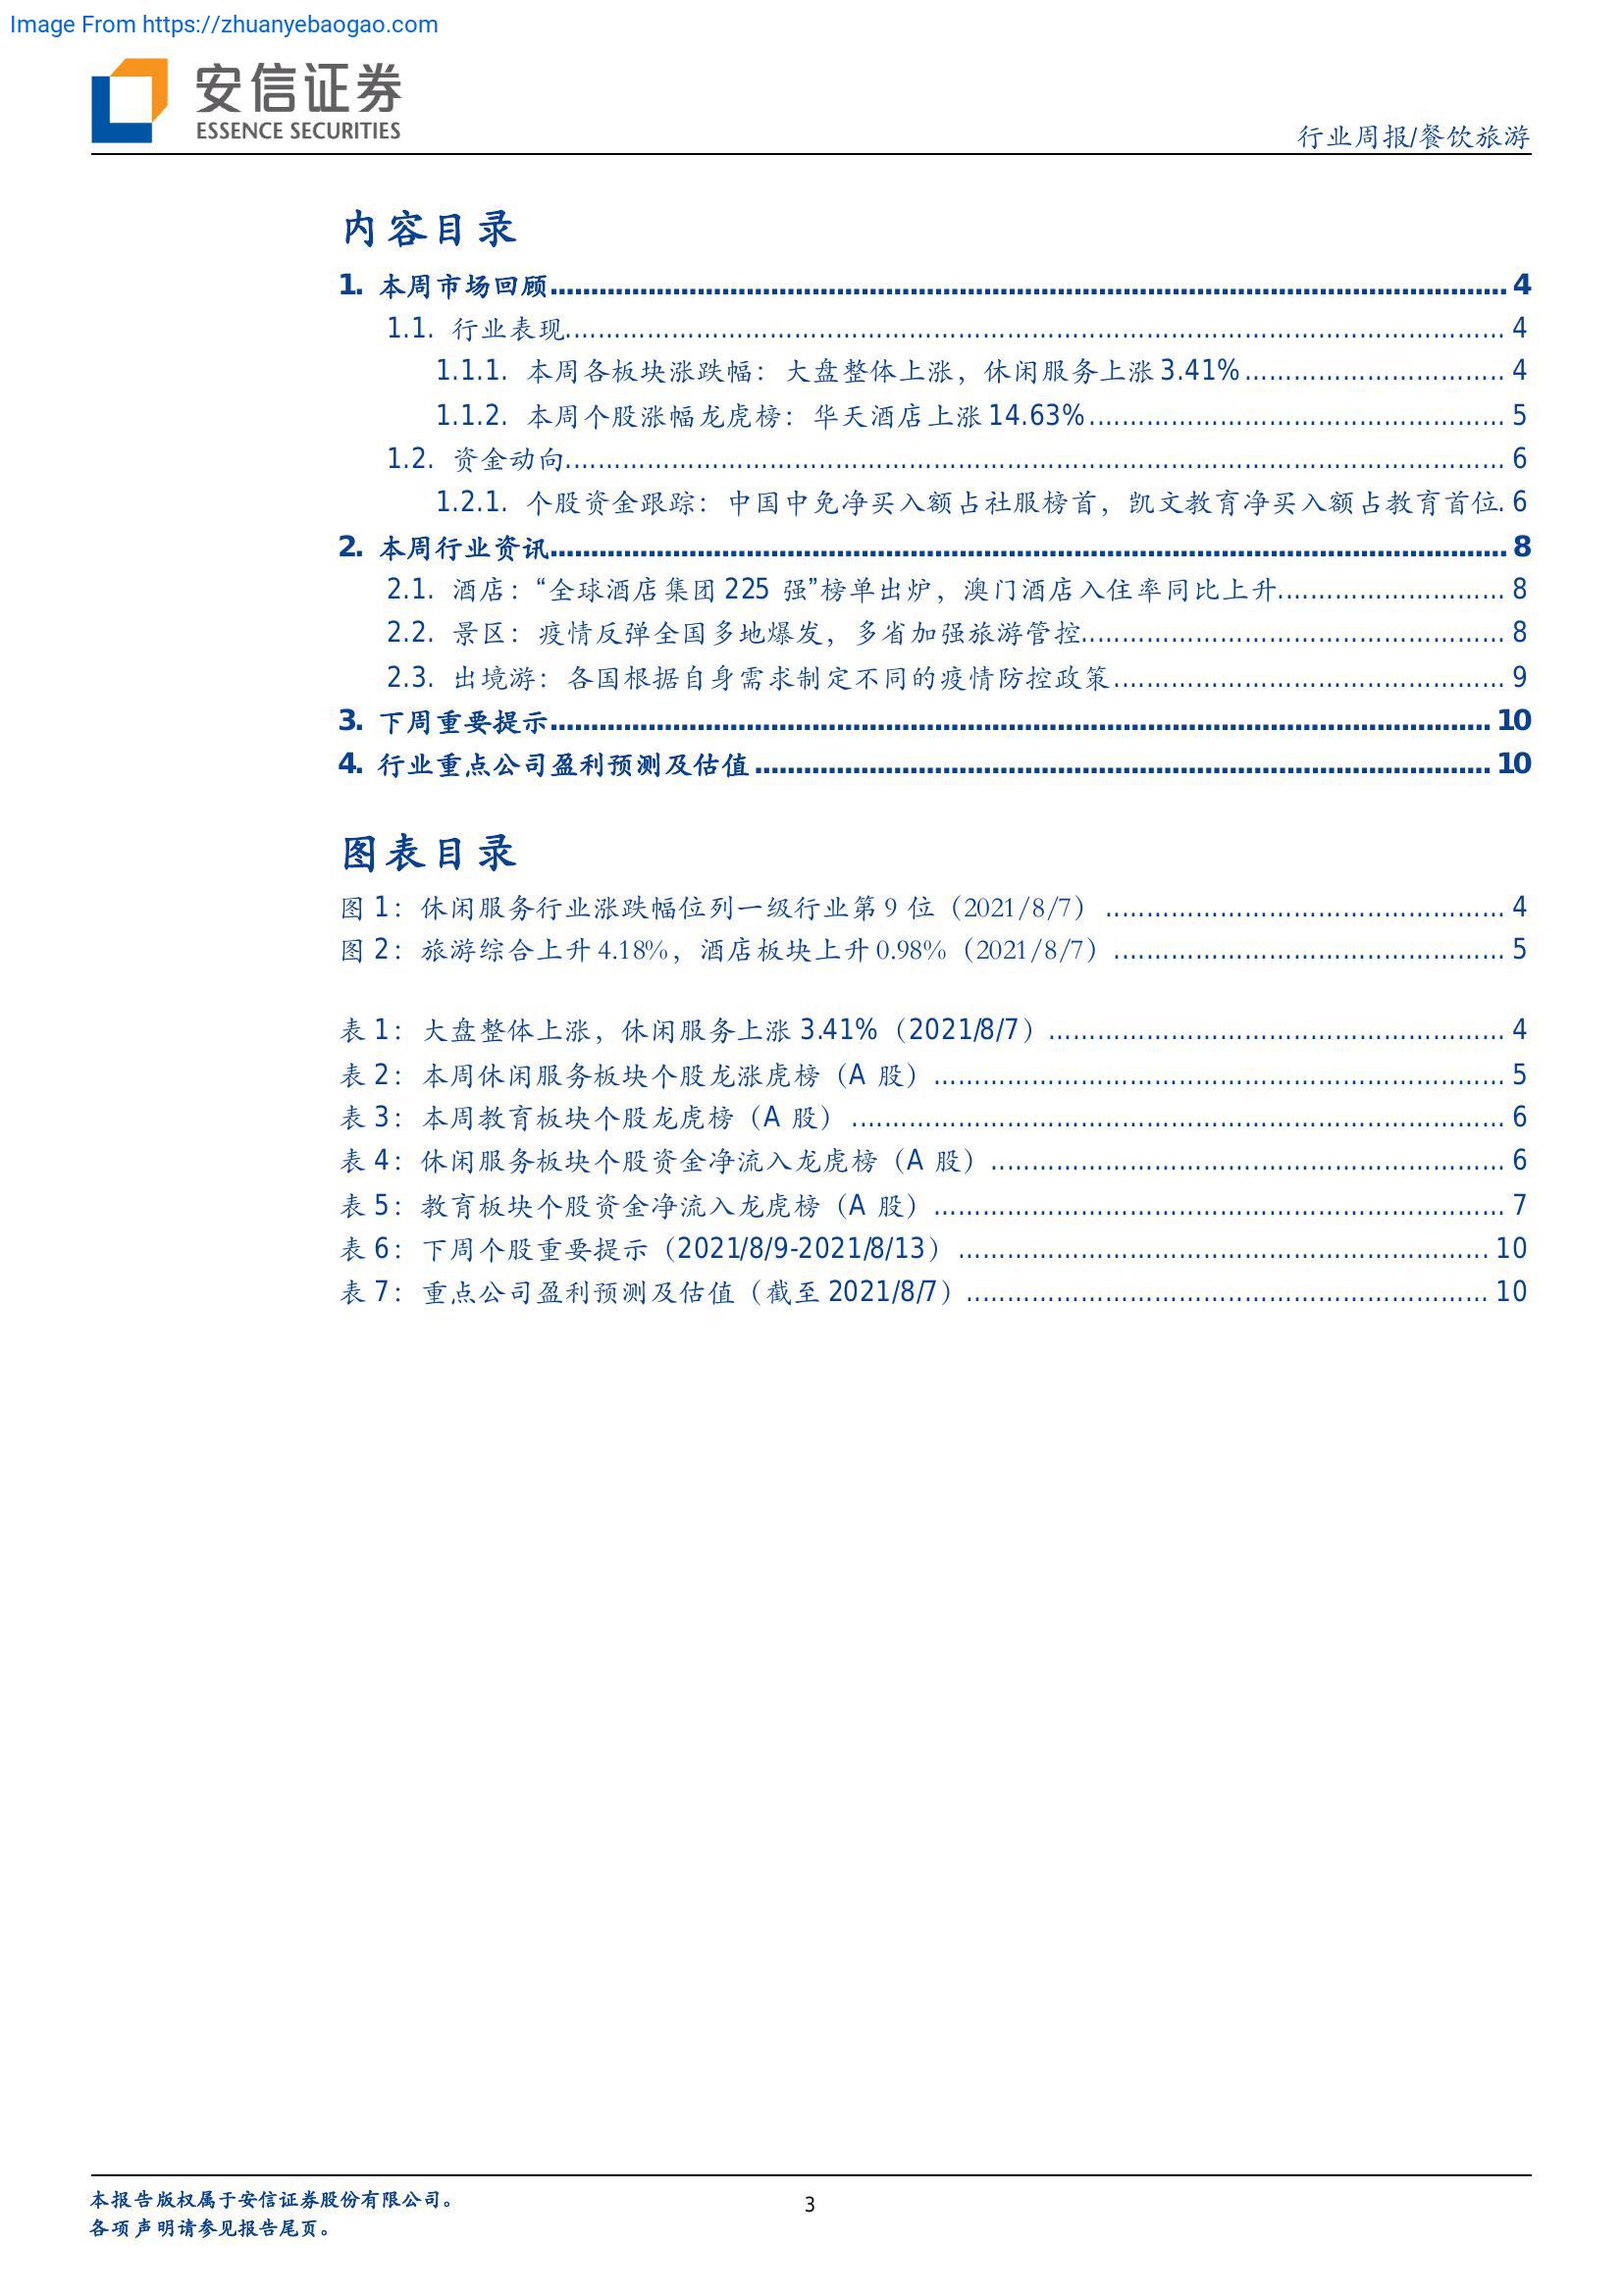 Image From https://zhuanyebaogao.com
安信证券
ESSENCE SECURITIES
行业周报/餐饮旅游
内容目录
1. 本周市场回顾 4
1.1. 行业表现 4
1.1.1. 本周各板块涨跌幅：大盘整体上涨，休闲服务上涨 3.41% 4
1.1.2. 本周个股涨幅龙虎榜：华天酒店上涨 14.63% 5
1.2. 资金动向 6
1.2.1. 个股资金跟踪：中国中免净买入额占社服榜首，凯文教育净买入额占教育首位. 6
2. 本周行业资讯 8
2.1. 酒店：“全球酒店集团 225 强”榜单出炉，澳门酒店入住率同比上升 8
2.2. 景区：疫情反弹全国多地爆发，多省加强旅游管控 8
2.3. 出境游：各国根据自身需求制定不同的疫情防控政策 9
3. 下周重要提示 10
4. 行业重点公司盈利预测及估值 10
图表目录
图 1：休闲服务行业涨跌幅位列一级行业第 9 位（2021/8/7） 4
图 2：旅游综合上升 4.18%，酒店板块上升 0.98%（2021/8/7） 5
表 1：大盘整体上涨，休闲服务上涨 3.41%（2021/8/7） 4
表 2：本周休闲服务板块个股龙涨虎榜（A 股） 5
表 3：本周教育板块个股龙虎榜（A 股） 6
表 4：休闲服务板块个股资金净流入龙虎榜（A 股） 6
表 5：教育板块个股资金净流入龙虎榜（A 股） 7
表 6：下周个股重要提示（2021/8/9-2021/8/13） 10
表 7：重点公司盈利预测及估值（截至 2021/8/7） 10
本报告版权属于安信证券股份有限公司。
3
各项声明请参见报告尾页。